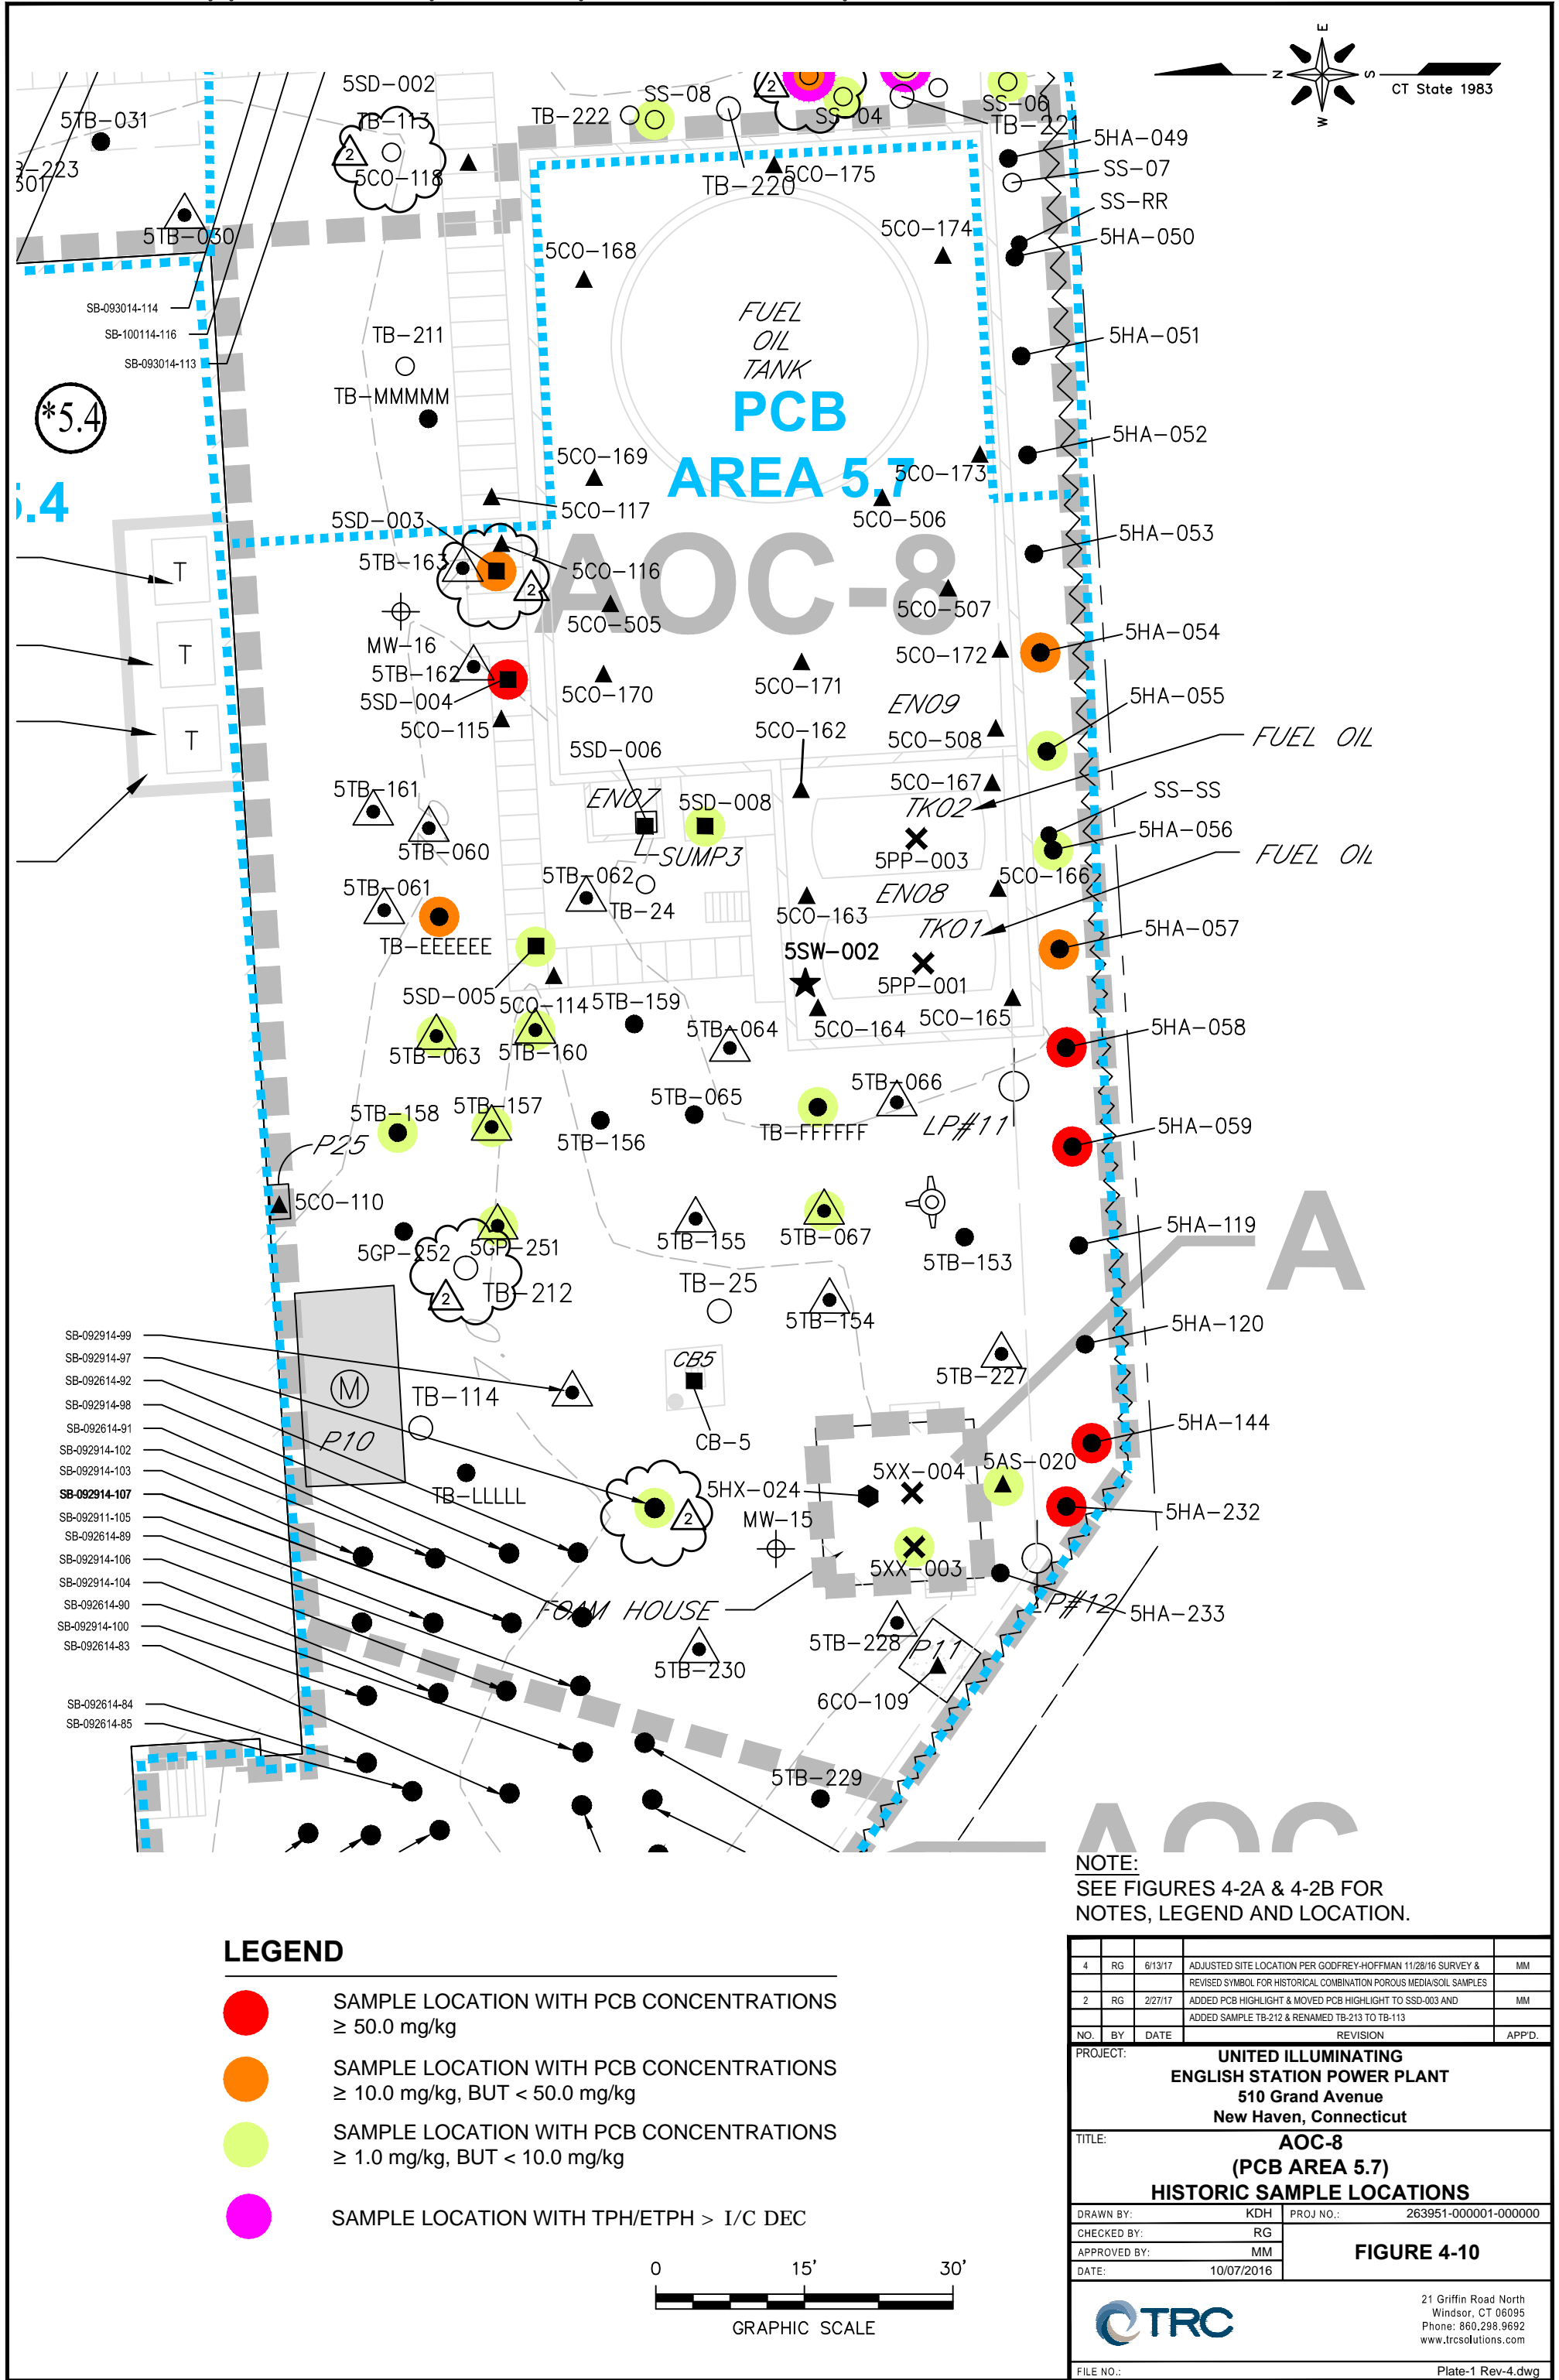 E
N
S
W
CT State 1983
5SD-002
TB-113
2
5CO-118
5TB-031
5TB-030
TB-222
SS-08
2
SS-04
SS-06
TB-220
5CO-175
5HA-049
SS-07
SS-RR
5HA-050
5CO-168
5CO-174
SB-093014-114
SB-100114-116
SB-093014-113
TB-211
TB-MMMMM
FUEL
OIL
TANK
5HA-051
*5.4
PCB
AREA 5.7
5HA-052
5CO-169
5CO-173
5CO-117
5CO-506
5SD-003
5TB-163
5CO-116
2
AOC-8
5HA-053
T
5CO-505
5CO-507
MW-16
5HA-054
T
5TB-162
5SD-004
5CO-170
5CO-171
5CO-172
5HA-055
T
5CO-115
5CO-162
EN09
5CO-508
FUEL OIL
5SD-006
5TB-161
EN07
5SD-008
5CO-167
TK02
SS-SS
5TB-060
SUMP3
5PP-003
5HA-056
FUEL OIL
5TB-061
5TB-062
TB-24
5CO-166
EN08
5CO-163
TK01
5HA-057
TB-EEEEEE
5SW-002
5PP-001
5SD-005
5CO-114
5TB-159
5CO-164
5CO-165
5HA-058
5TB-063
5TB-160
5TB-064
5TB-158
5TB-157
5TB-065
5TB-066
5TB-156
TB-FFFFFF
LP#11
5HA-059
P25
5CO-110
5GP-252
5GP-251
5TB-155
5TB-067
5TB-153
5HA-119
A
2
TB-212
TB-25
5TB-154
5HA-120
SB-092914-99
SB-092914-97
SB-092614-92
SB-092914-98
SB-092614-91
SB-092914-102
SB-092914-103
SB-092914-107
SB-092911-105
SB-092614-89
SB-092914-106
SB-092914-104
SB-092614-90
SB-092914-100
SB-092614-83
SB-092614-84
SB-092614-85
M
P10
TB-114
CB5
CB-5
5TB-227
5HA-144
TB-LLLLL
2
5HX-024
5XX-004
5AS-020
MW-15
5XX-003
5HA-232
FOAM HOUSE
LP#12
5HA-233
5TB-228
P11
5TB-230
6CO-109
5TB-229
AOC
NOTE:
SEE FIGURES 4-2A & 4-2B FOR
NOTES, LEGEND AND LOCATION.
LEGEND
SAMPLE LOCATION WITH PCB CONCENTRATIONS
≥ 50.0 mg/kg
SAMPLE LOCATION WITH PCB CONCENTRATIONS
≥ 10.0 mg/kg, BUT < 50.0 mg/kg
SAMPLE LOCATION WITH PCB CONCENTRATIONS
≥ 1.0 mg/kg, BUT < 10.0 mg/kg
SAMPLE LOCATION WITH TPH/ETPH > I/C DEC
0 15' 30'
GRAPHIC SCALE
4 RG 6/13/17 ADJUSTED SITE LOCATION PER GODFREY-HOFFMAN 11/28/16 SURVEY & MM
REVISED SYMBOL FOR HISTORICAL COMBINATION POROUS MEDIA/SOIL SAMPLES
2 RG 2/27/17 ADDED PCB HIGHLIGHT & MOVED PCB HIGHLIGHT TO SSD-003 AND MM
ADDED SAMPLE TB-212 & RENAMED TB-213 TO TB-113
NO. BY DATE REVISION APP'D.
PROJECT:
UNITED ILLUMINATING
ENGLISH STATION POWER PLANT
510 Grand Avenue
New Haven, Connecticut
TITLE:
AOC-8
(PCB AREA 5.7)
HISTORIC SAMPLE LOCATIONS
DRAWN BY: KDH PROJ NO.: 263951-000001-000000
CHECKED BY: RG
APPROVED BY: MM
FIGURE 4-10
DATE: 10/07/2016
TRC
21 Griffin Road North
Windsor, CT 06095
Phone: 860.298.9692
www.trcsolutions.com
FILE NO.: Plate-1 Rev-4.dwg